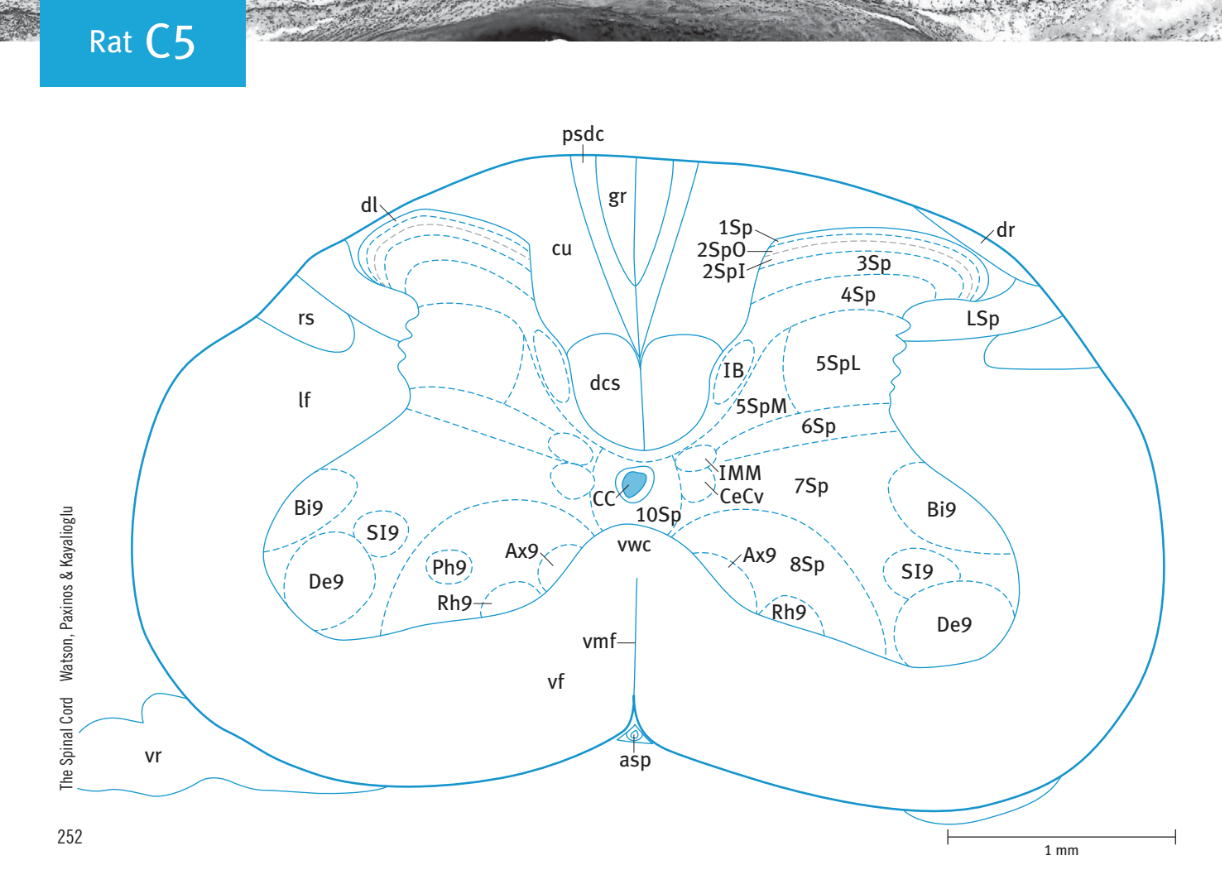 Rat C5
psdc
gr
dl
1Sp
dr
2SpO
cu
2SpI
3Sp
4Sp
rs
LSp
5SpL
IB
dcs
lf
5SpM
6Sp
IMM
7Sp
CC
CeCv
Bi9
10Sp
Bi9
SI9
vwc
Ax9
Ax9
8Sp
Ph9
SI9
De9
Rh9
Rh9
De9
vmf
vf
vr
asp
The Spinal Cord Watson, Paxinos & Kayalioglu
252
1 mm